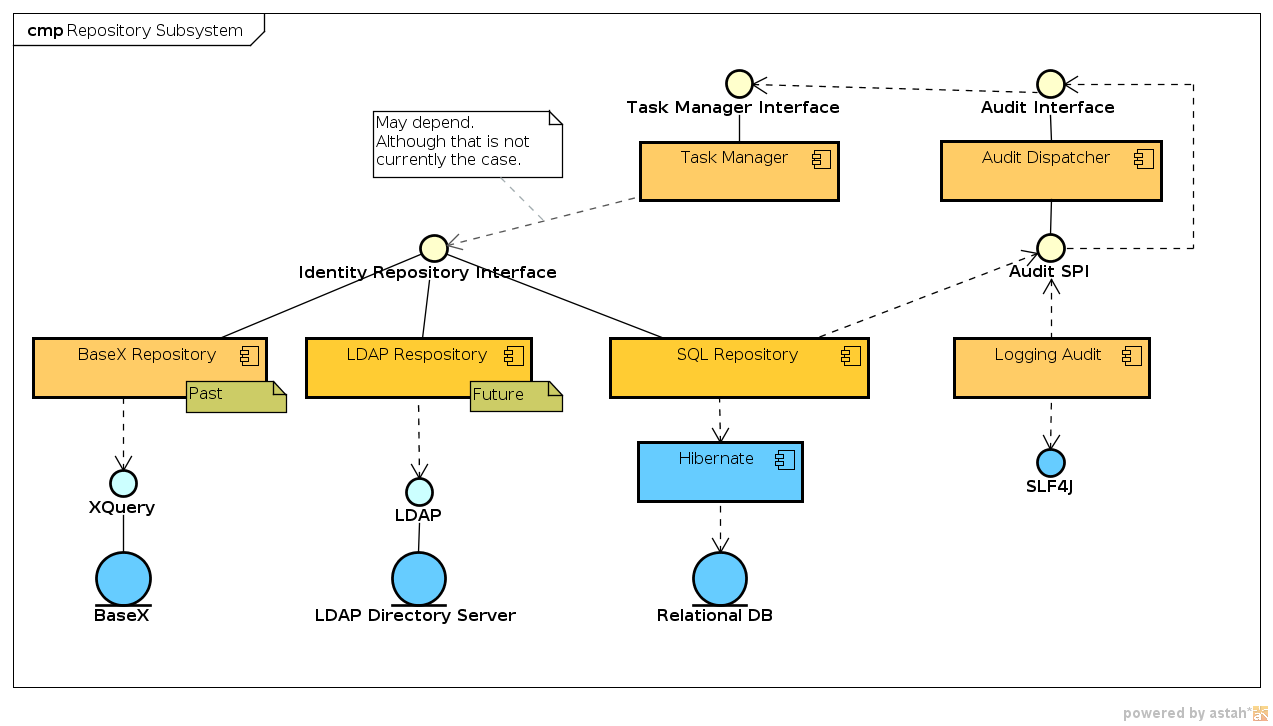 cmp Repository Subsystem
Task Manager Interface
Audit Interface
May depend.
Although that is not
currently the case.
Task Manager
Audit Dispatcher
Identity Repository Interface
Audit SPI
BaseX Repository
LDAP Respository
SQL Repository
Logging Audit
Past
Future
Hibernate
XQuery
LDAP
SLF4J
BaseX
LDAP Directory Server
Relational DB
powered by astah*